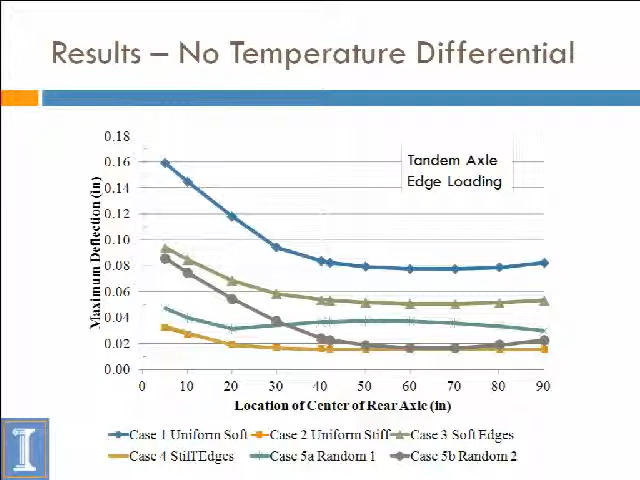 Results – No Temperature Differential
0.18
0.16
0.14
0.12
0.10
0.08
0.06
0.04
0.02
0.00
Maximum Deflection (in)
Tandem Axle
Edge Loading
0 10 20 30 40 50 60 70 80 90
Location of Center of Rear Axle (in)
Case 1 Uniform Soft Case 2 Uniform Stiff Case 3 Soft Edges
Case 4 Stiff Edges Case 5a Random 1 Case 5b Random 2
I